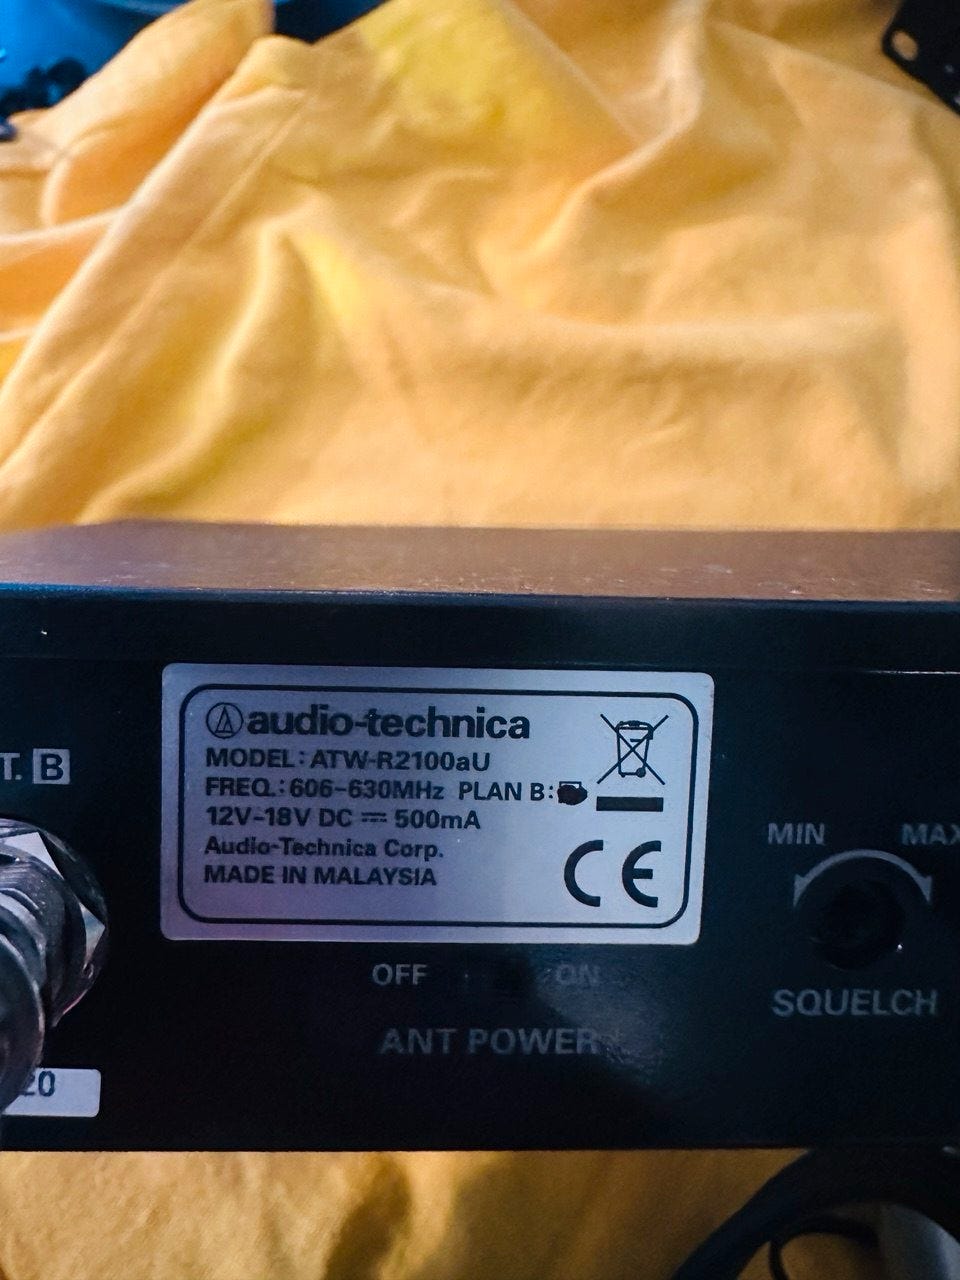 audio-technica
MODEL: ATW-R2100aU
FREQ.: 606-630MHz PLAN B:
12V-18V DC ⎓ 500mA
Audio-Technica Corp.
MADE IN MALAYSIA
CE
T. B
MIN MAX
OFF ON
SQUELCH
ANT POWER
20